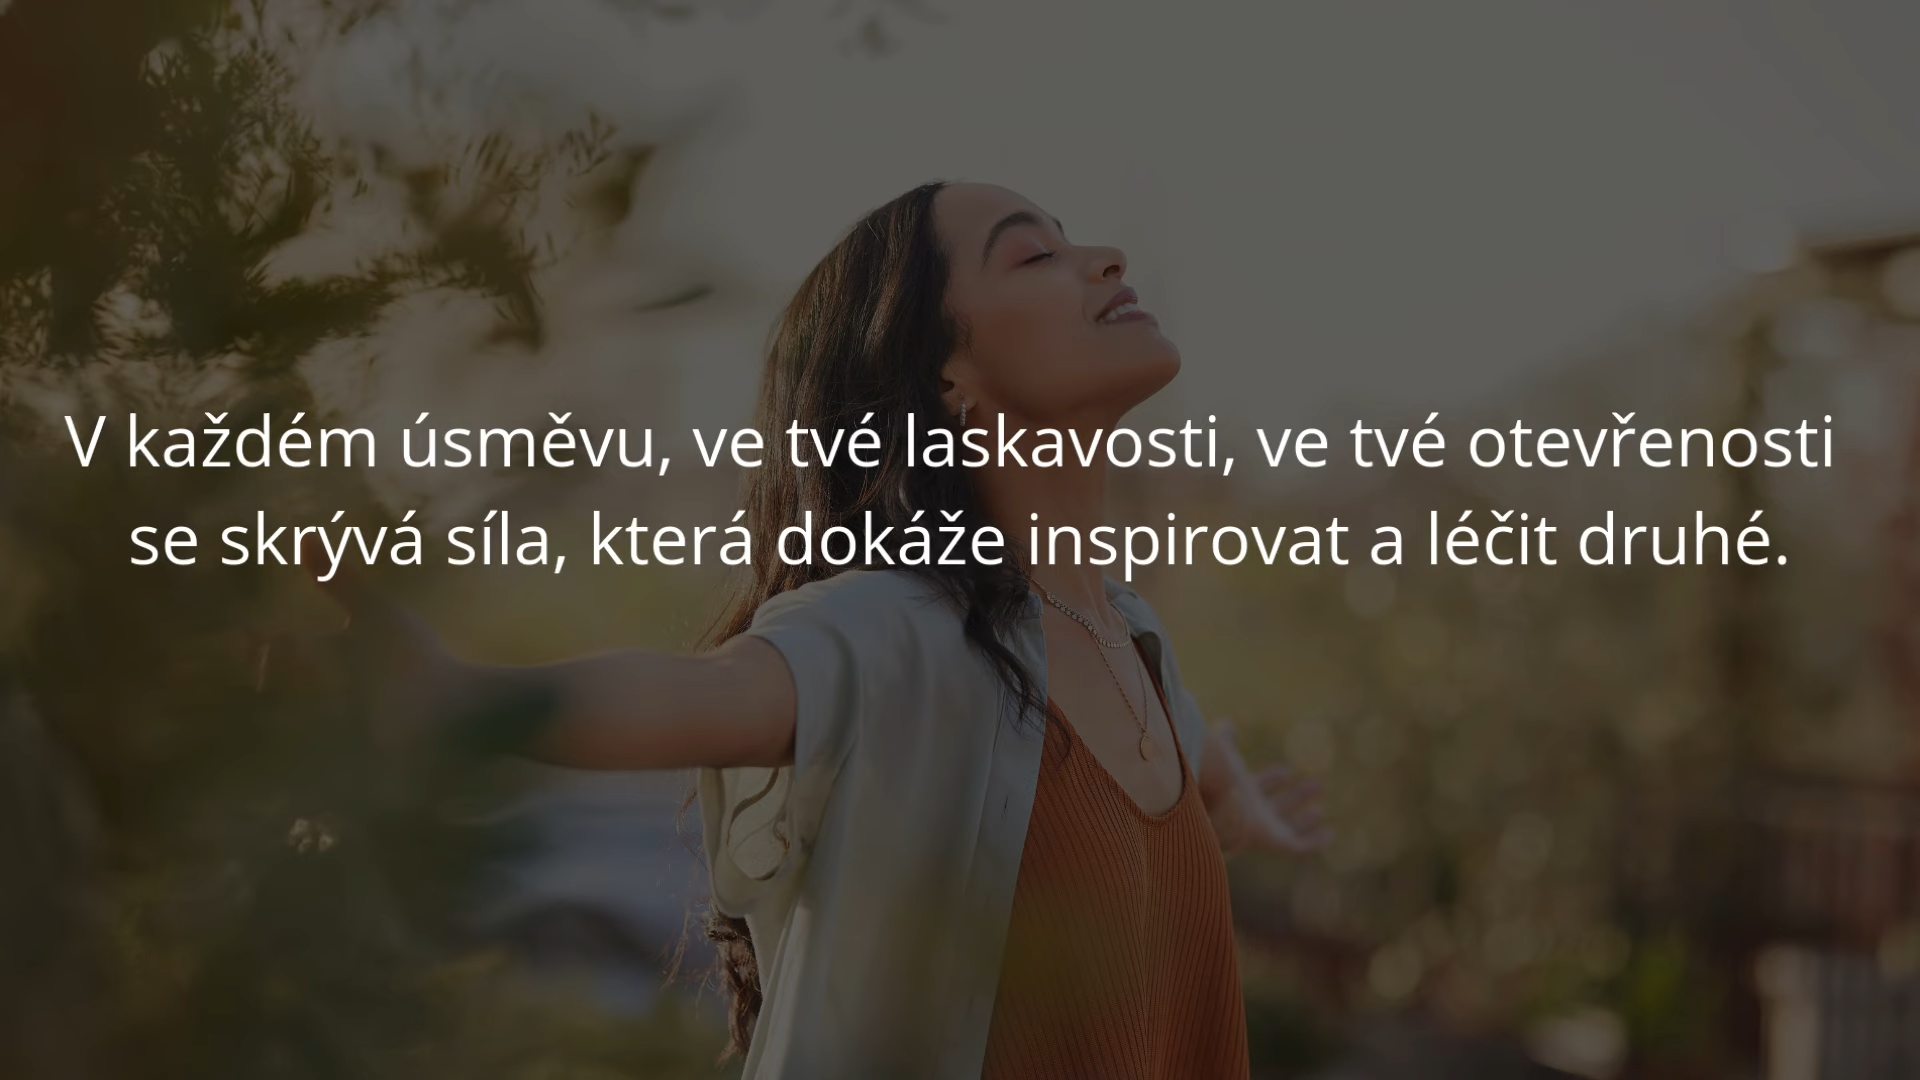 V každém úsměvu, ve tvé laskavosti, ve tvé otevřenosti
se skrývá síla, která dokáže inspirovat a léčit druhé.